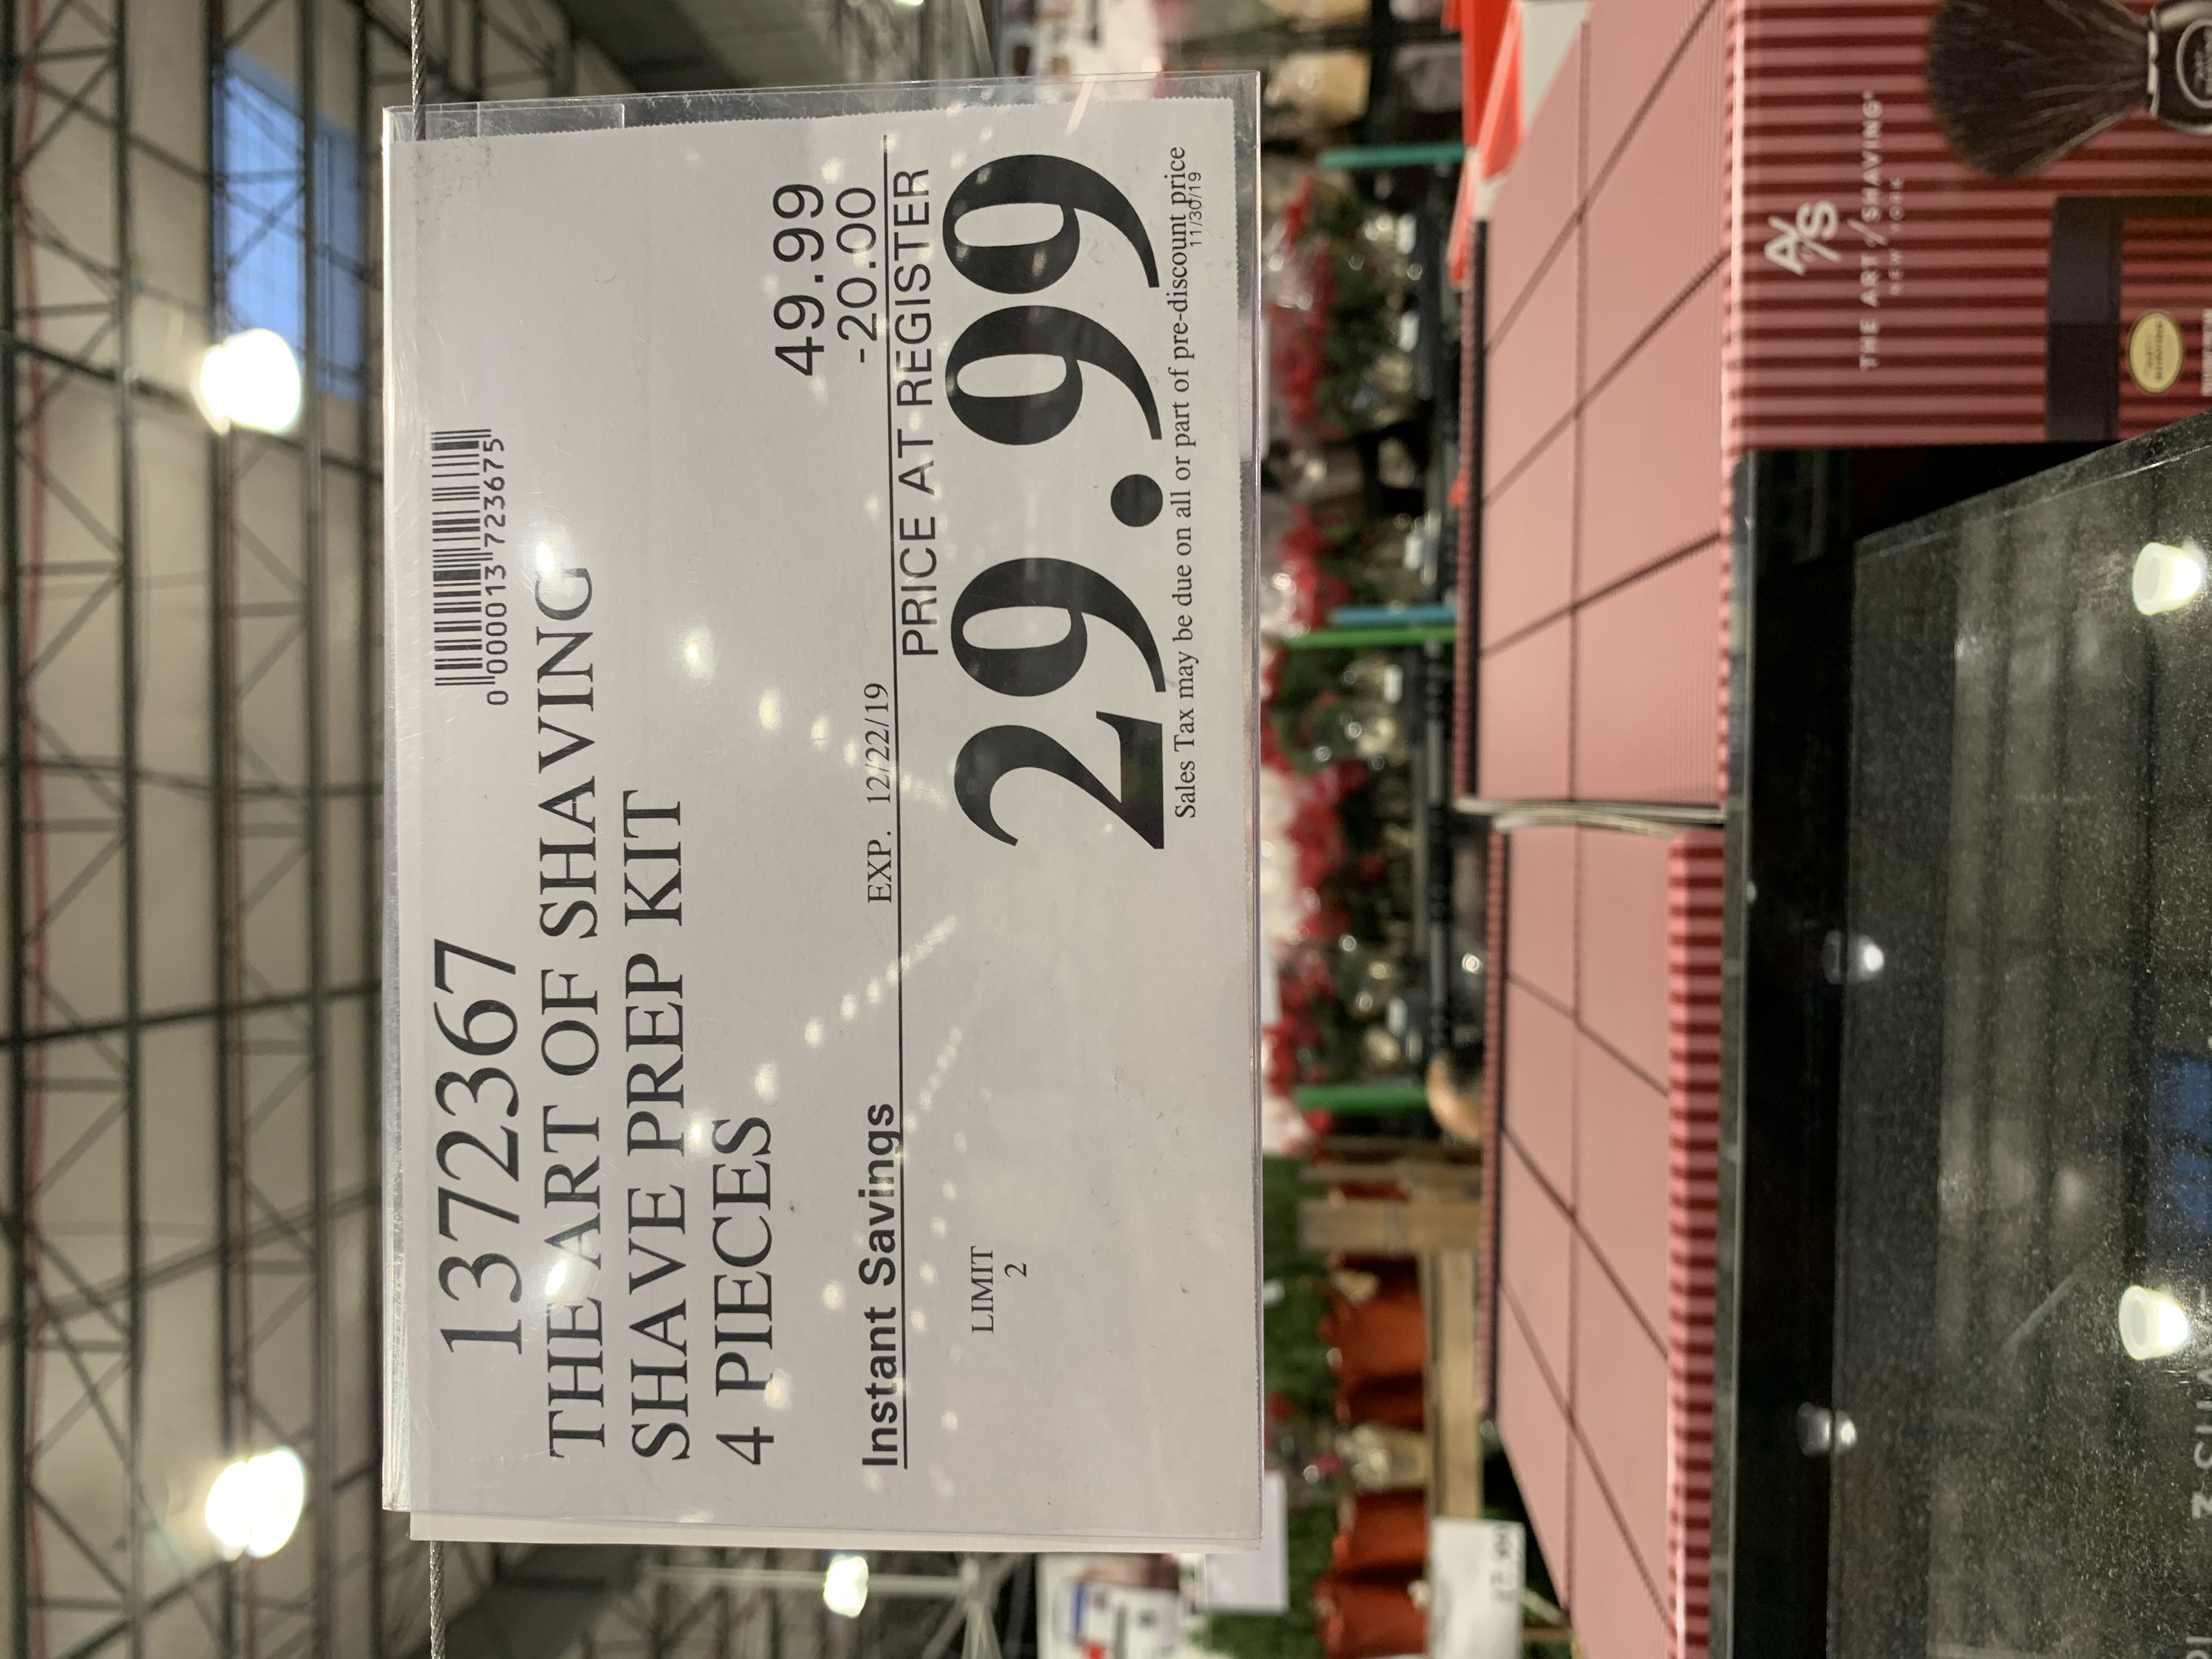 1372367
0 000013 723675
THE ART OF SHAVING
SHAVE PREP KIT
4 PIECES
49.99
Instant Savings EXP. 12/22/19 -20.00
PRICE AT REGISTER
LIMIT
2
29.99
Sales Tax may be due on all or part of pre-discount price
11/30/19
A/S
THE ART of SHAVING®
NEW YORK